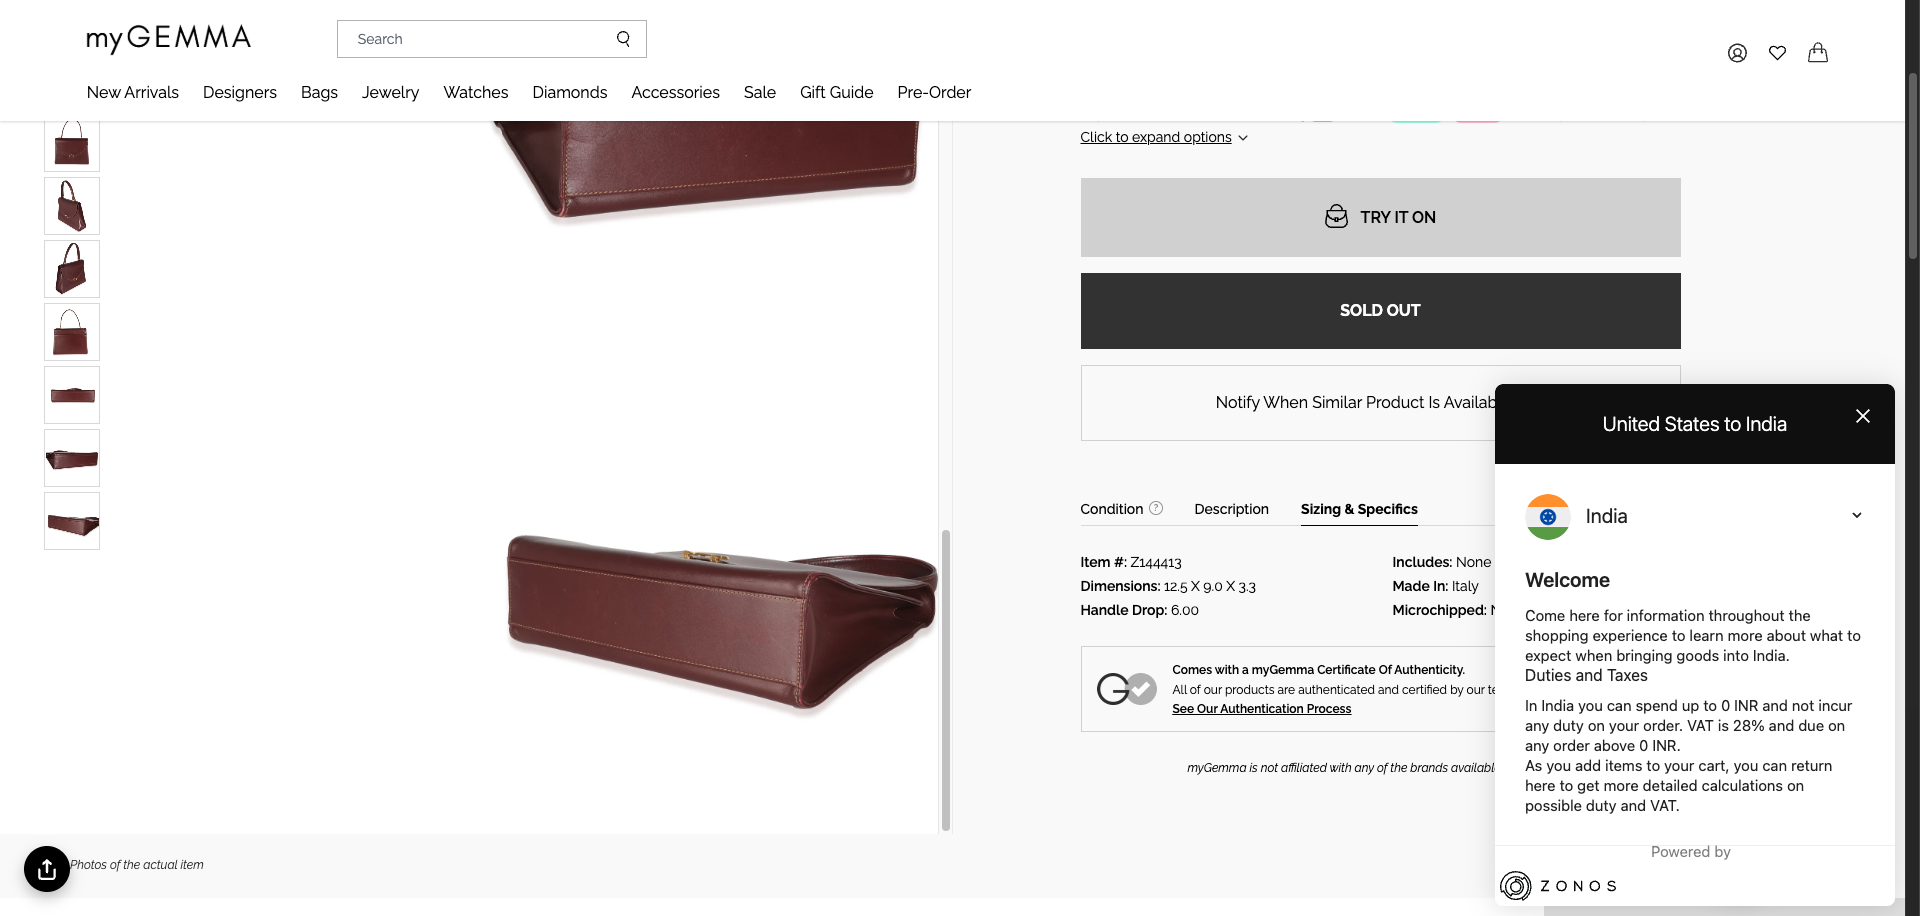 myGEMMA
Search
New Arrivals Designers Bags Jewelry Watches Diamonds Accessories Sale Gift Guide Pre-Order
Click to expand options
TRY IT ON
SOLD OUT
Notify When Similar Product Is
Condition ? Description Sizing & Specifics
Item #: Z144413
Dimensions: 12.5 X 9.0 X 3.3
Handle Drop: 6.00
Includes: None
Made In: Italy
Microchipped:
Comes with a myGemma Certificate Of Authenticity.
All of our products are authenticated and certified by our
See Our Authentication Process
myGemma is not affiliated with any of the brands
Photos of the actual item
United States to India
India
Welcome
Come here for information throughout the
shopping experience to learn more about what to
expect when bringing goods into India.
Duties and Taxes
In India you can spend up to 0 INR and not incur
any duty on your order. VAT is 28% and due on
any order above 0 INR.
As you add items to your cart, you can return
here to get more detailed calculations on
possible duty and VAT.
Powered by
ZONOS